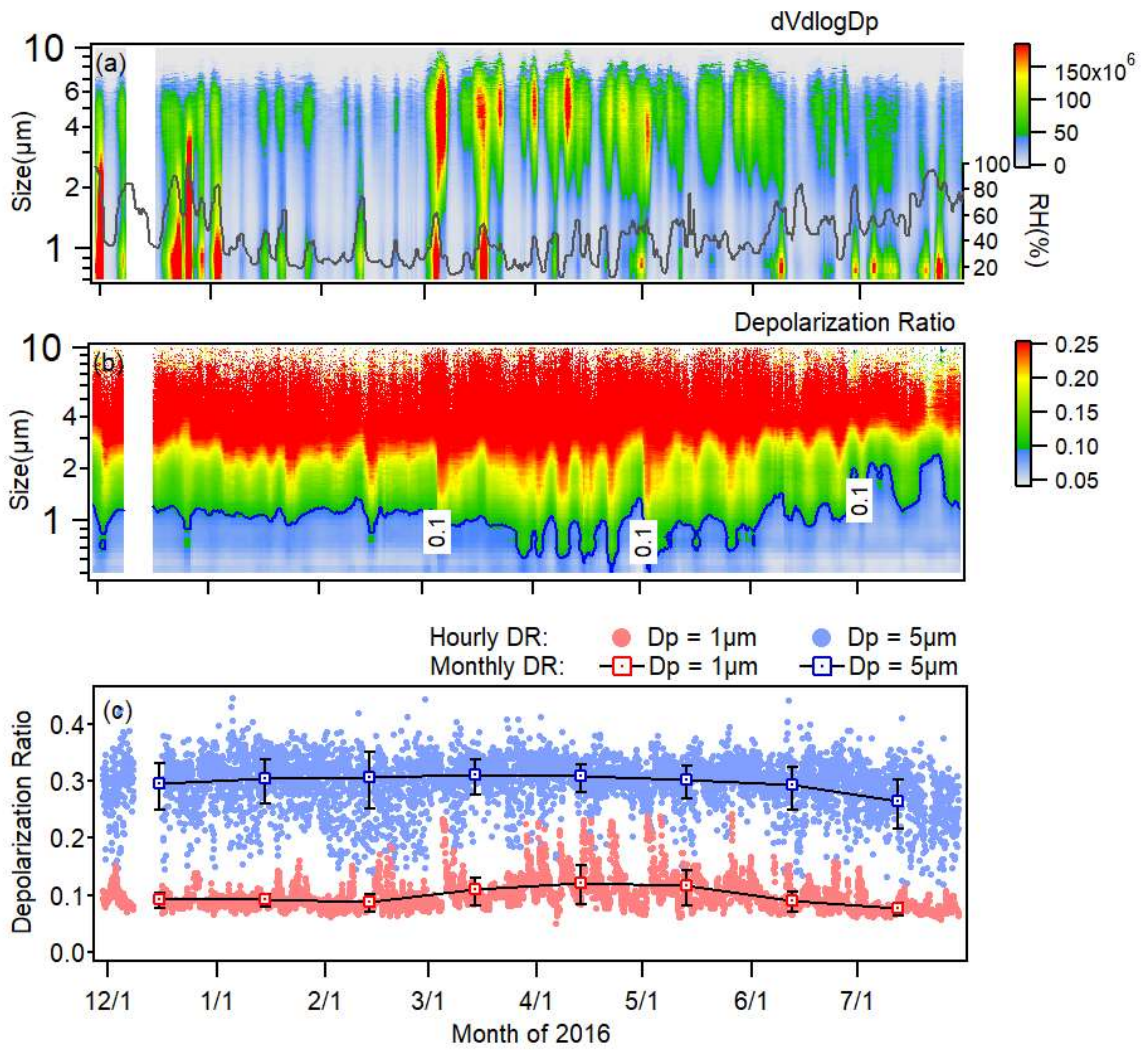 dVdlogDp
(a)
Size(µm)
10
6
4
2
1
150x10⁶
100
50
0
100
80
60
40
20
RH(%)
Depolarization Ratio
(b)
Size(µm)
10
4
2
1
0.1
0.1
0.1
0.25
0.20
0.15
0.10
0.05
Hourly DR: Dp = 1µm Dp = 5µm
Monthly DR: Dp = 1µm Dp = 5µm
(c)
Depolarization Ratio
0.4
0.3
0.2
0.1
0.0
12/1 1/1 2/1 3/1 4/1 5/1 6/1 7/1
Month of 2016